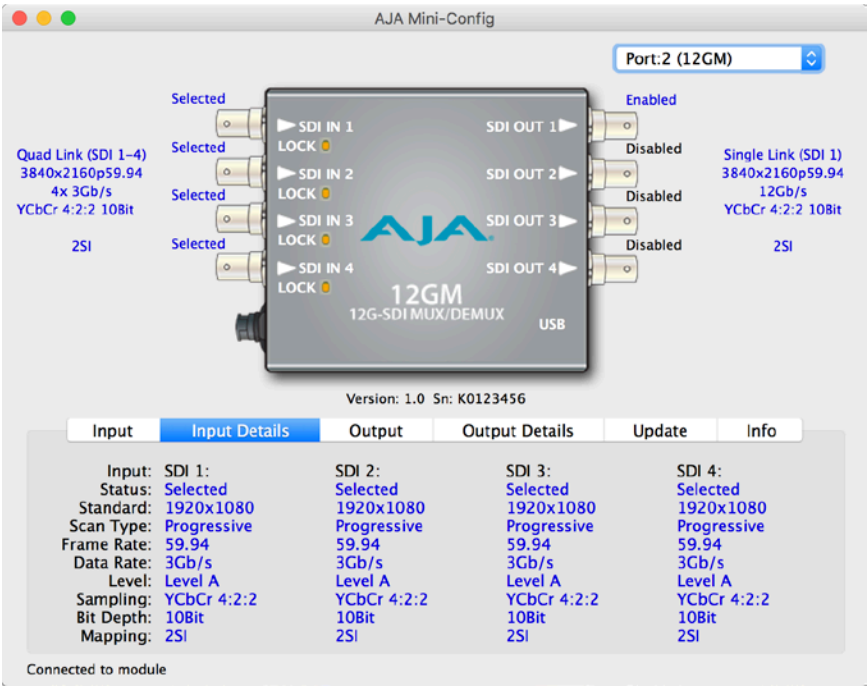 AJA Mini-Config
Port:2 (12GM)
Selected
Enabled
SDI IN 1
SDI OUT 1
LOCK
Quad Link (SDI 1-4)
3840x2160p59.94
4x 3Gb/s
YCbCr 4:2:2 10Bit
2SI
Selected
Disabled
SDI IN 2
SDI OUT 2
LOCK
Single Link (SDI 1)
3840x2160p59.94
12Gb/s
YCbCr 4:2:2 10Bit
2SI
Selected
Disabled
SDI IN 3
SDI OUT 3
LOCK
AJA
Selected
Disabled
SDI IN 4
SDI OUT 4
LOCK
12GM
12G-SDI MUX/DEMUX
USB
Version: 1.0 Sn: K0123456
Input Input Details Output Output Details Update Info
Input: SDI 1: SDI 2: SDI 3: SDI 4:
Status: Selected Selected Selected Selected
Standard: 1920x1080 1920x1080 1920x1080 1920x1080
Scan Type: Progressive Progressive Progressive Progressive
Frame Rate: 59.94 59.94 59.94 59.94
Data Rate: 3Gb/s 3Gb/s 3Gb/s 3Gb/s
Level: Level A Level A Level A Level A
Sampling: YCbCr 4:2:2 YCbCr 4:2:2 YCbCr 4:2:2 YCbCr 4:2:2
Bit Depth: 10Bit 10Bit 10Bit 10Bit
Mapping: 2SI 2SI 2SI 2SI
Connected to module